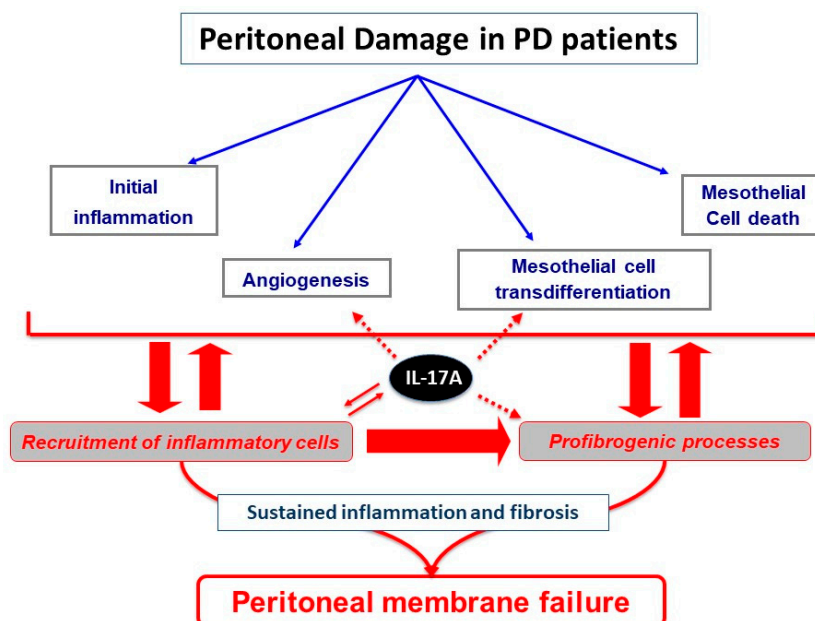 Peritoneal Damage in PD patients
Initial
inflammation
Mesothelial
Cell death
Angiogenesis
Mesothelial cell
transdifferentiation
IL-17A
Recruitment of inflammatory cells
Profibrogenic processes
Sustained inflammation and fibrosis
Peritoneal membrane failure